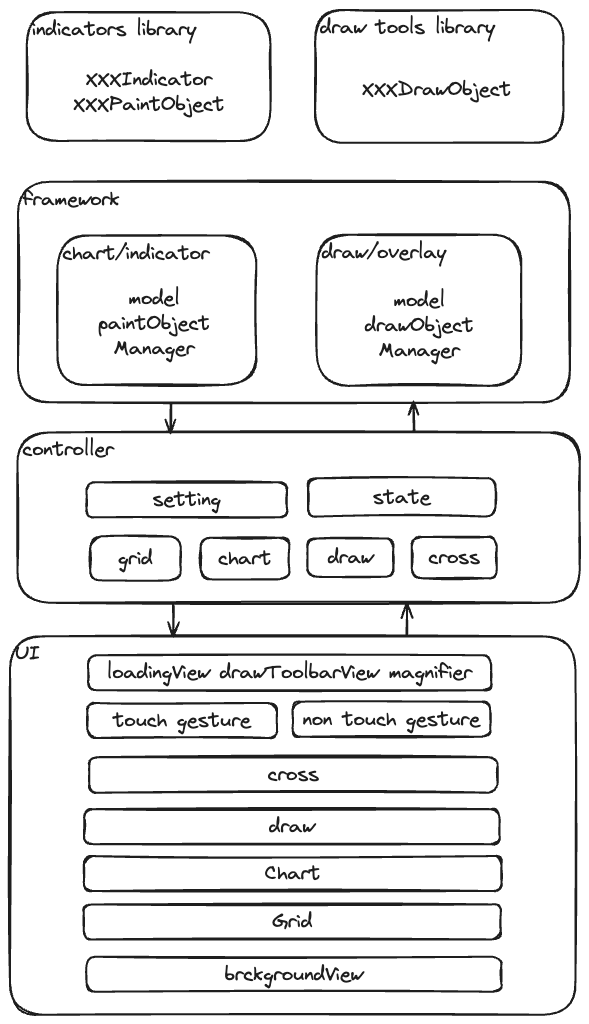 indicators library
XXXIndicator
XXXPaintObject
draw tools library
XXXDrawObject
framework
chart/indicator
model
paintObject
Manager
draw/overlay
model
drawObject
Manager
controller
setting
state
grid
chart
draw
cross
UI
loadingView drawToolbarView magnifier
touch gesture
non touch gesture
cross
draw
Chart
Grid
brckgroundView